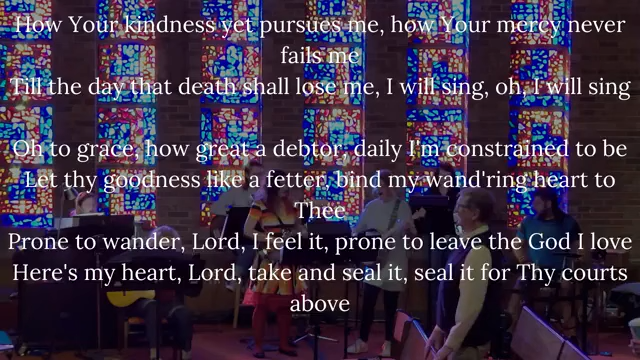 How Your kindness yet pursues me, how Your mercy never
fails me
Till the day that death shall lose me, I will sing, oh, I will sing
Oh to grace, how great a debtor, daily I'm constrained to be
Let thy goodness like a fetter, bind my wand'ring heart to
Thee
Prone to wander, Lord, I feel it, prone to leave the God I love
Here's my heart, Lord, take and seal it, seal it for Thy courts
above